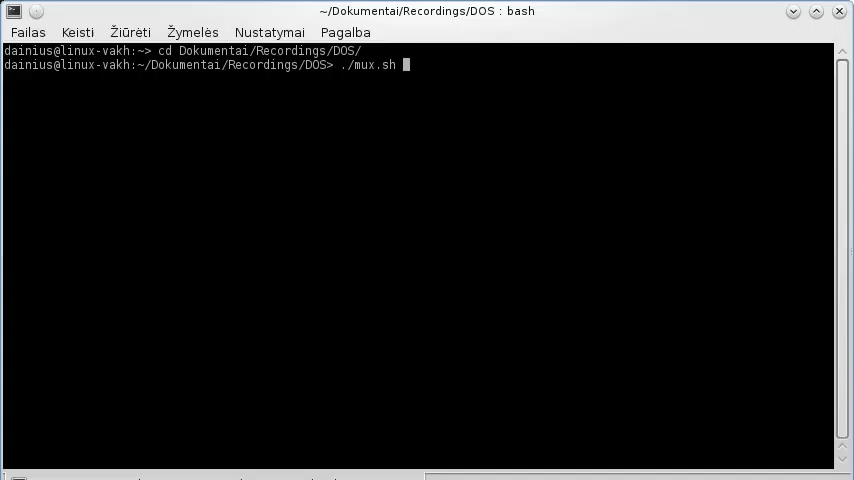 ~/Dokumentai/Recordings/DOS : bash
Failas Keisti Žiūrėti Žymelės Nustatymai Pagalba
dainius@linux-vakh:~> cd Dokumentai/Recordings/DOS/
dainius@linux-vakh:~/Dokumentai/Recordings/DOS> ./mux.sh